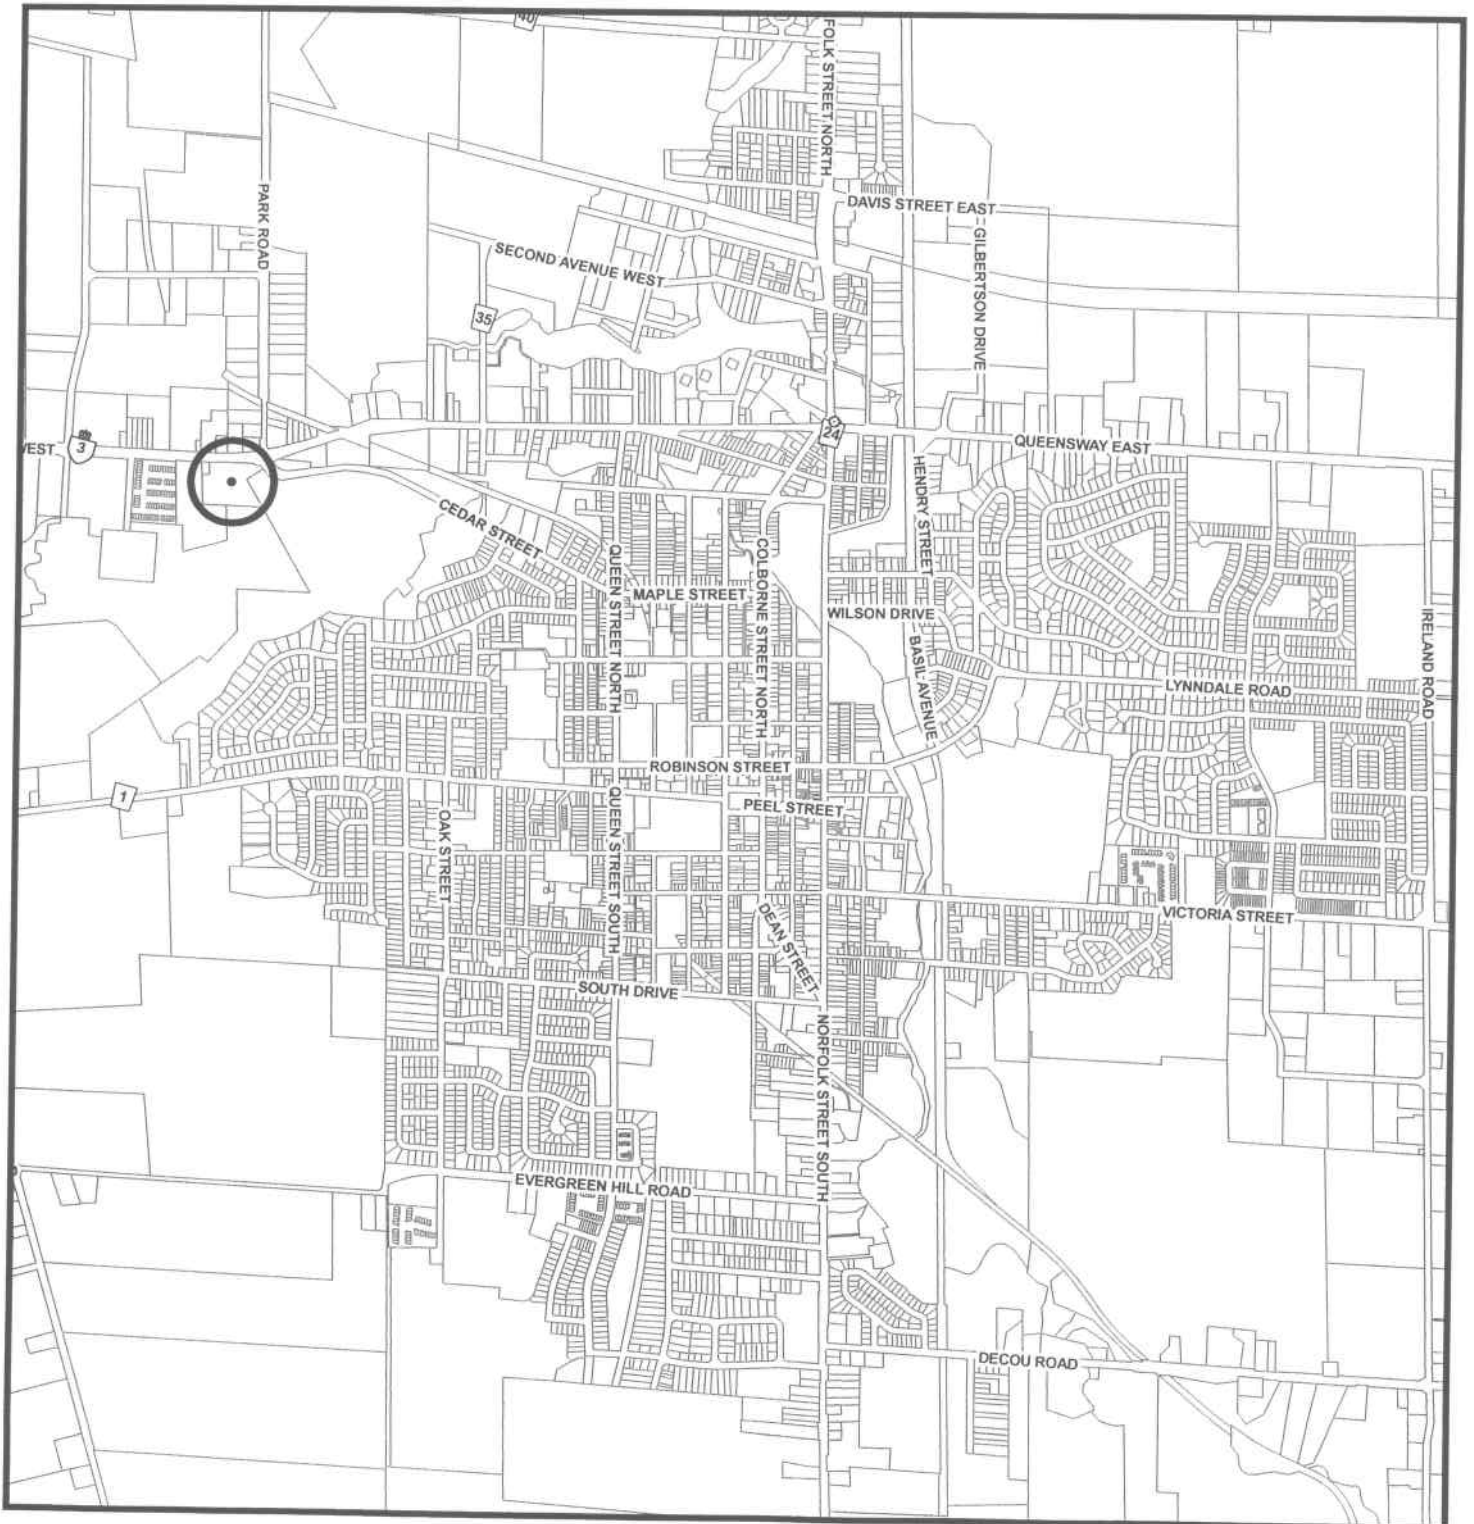 40
FOLK STREET NORTH
PARK ROAD
DAVIS STREET EAST
GILBERTSON DRIVE
SECOND AVENUE WEST
35
24
QUEENSWAY EAST
VEST
3
HENDRY STREET
CEDAR STREET
QUEEN STREET NORTH
COLBORNE STREET NORTH
MAPLE STREET
WILSON DRIVE
BASIL AVENUE
IRELAND ROAD
LYNNDALE ROAD
ROBINSON STREET
1
PEEL STREET
OAK STREET
QUEEN STREET SOUTH
DEAN STREET
VICTORIA STREET
SOUTH DRIVE
NORFOLK STREET SOUTH
EVERGREEN HILL ROAD
DECOU ROAD